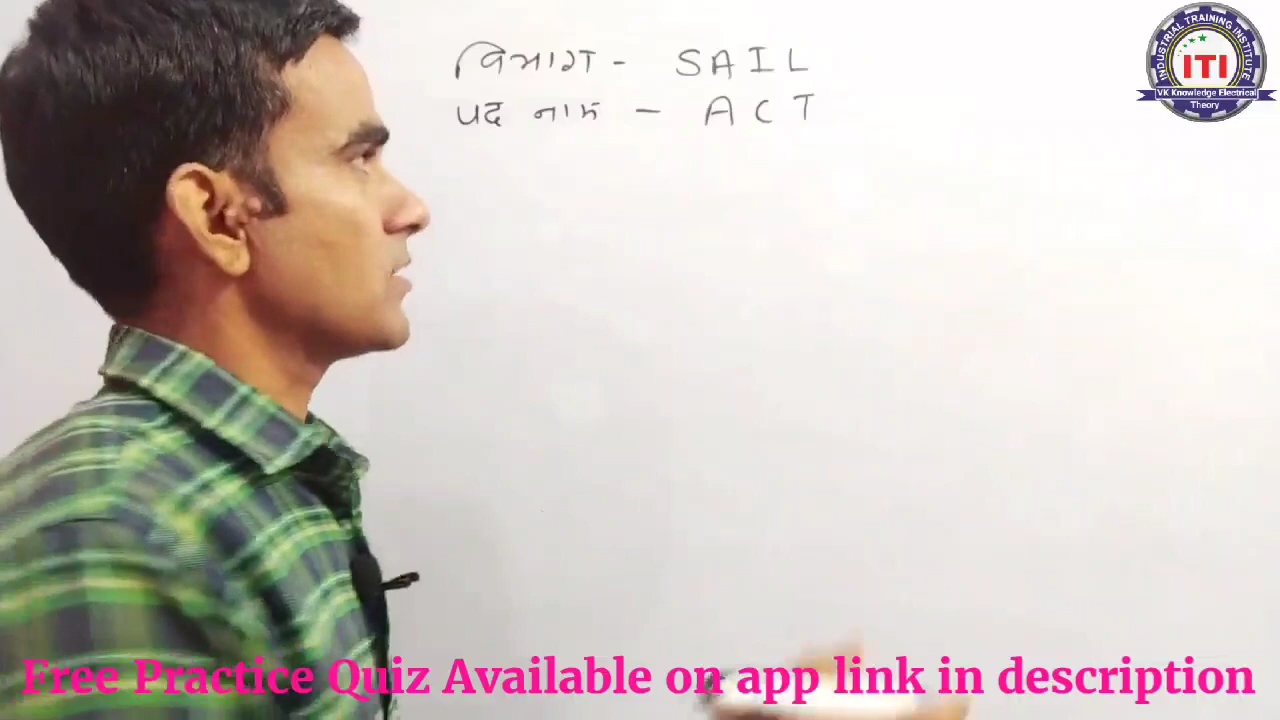 विभाग - SAIL
पद नाम - ACT
INDUSTRIAL TRAINING INSTITUTE
ITI
VK Knowledge Electrical
Theory
Free Practice Quiz Available on app link in description